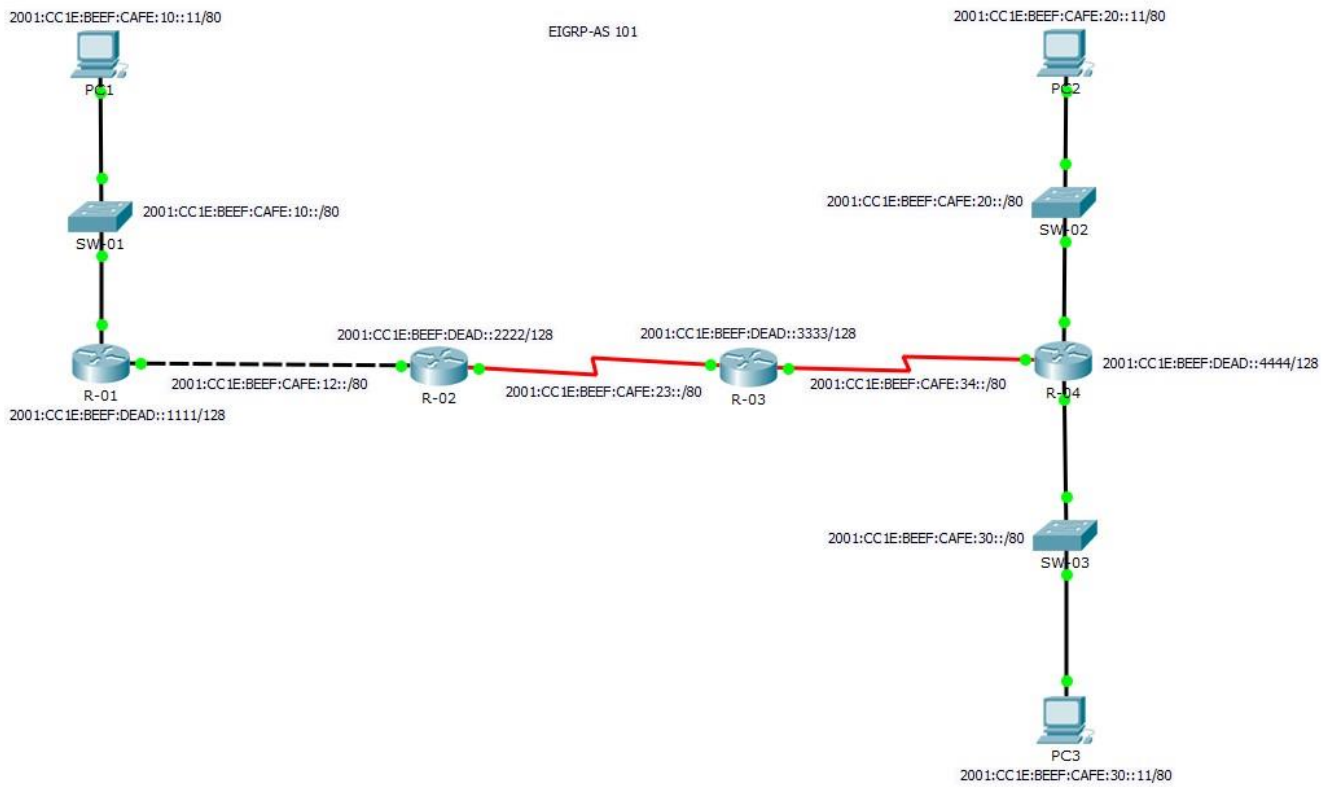 2001:CC1E:BEEF:CAFE:10::11/80
EIGRP-AS 101
2001:CC1E:BEEF:CAFE:20::11/80
PC1
PC2
2001:CC1E:BEEF:CAFE:10::/80
2001:CC1E:BEEF:CAFE:20::/80
SW-01
SW-02
2001:CC1E:BEEF:DEAD::2222/128
2001:CC1E:BEEF:DEAD::3333/128
2001:CC1E:BEEF:DEAD::4444/128
2001:CC1E:BEEF:CAFE:12::/80
2001:CC1E:BEEF:CAFE:23::/80
2001:CC1E:BEEF:CAFE:34::/80
R-01
R-02
R-03
R-04
2001:CC1E:BEEF:DEAD::1111/128
2001:CC1E:BEEF:CAFE:30::/80
SW-03
PC3
2001:CC1E:BEEF:CAFE:30::11/80